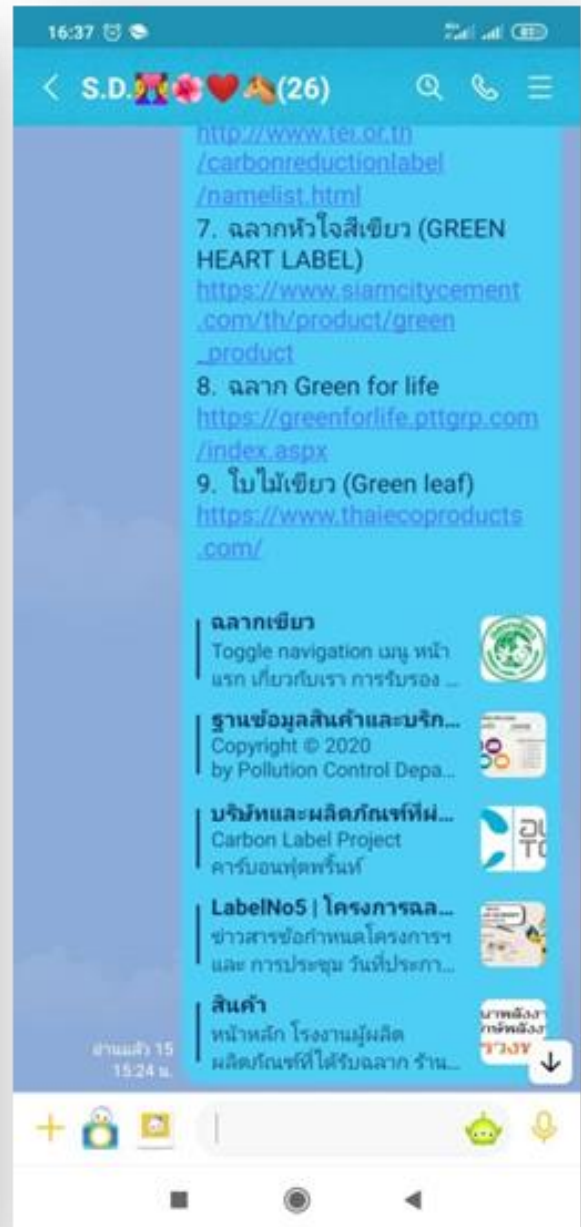 16:37
S.D. (26)
http://www.tei.or.th
/carbonreductionlabel
/namelist.html
7. ฉลากหัวใจสีเขียว (GREEN
HEART LABEL)
https://www.siamcitycement
.com/th/product/green
_product
8. ฉลาก Green for life
https://greenforlife.pttgrp.com
/index.aspx
9. ใบไม้เขียว (Green leaf)
https://www.thaiecoproducts
.com/
ฉลากเขียว
Toggle navigation เมนู หน้า
แรก เกี่ยวกับเรา การรับรอง ...
ฐานข้อมูลสินค้าและบริก...
Copyright © 2020
by Pollution Control Depa...
บริษัทและผลิตภัณฑ์ที่ผ่...
Carbon Label Project
คาร์บอนฟุตพริ้นท์
LabelNo5 | โครงการฉลา...
ข่าวสารข้อกำหนดโครงการฯ
และ การประชุม วันที่ประกา...
สินค้า
หน้าหลัก โรงงานผู้ผลิต
ผลิตภัณฑ์ที่ได้รับฉลาก ร้าน...
อ่านแล้ว 15
15:24 น.